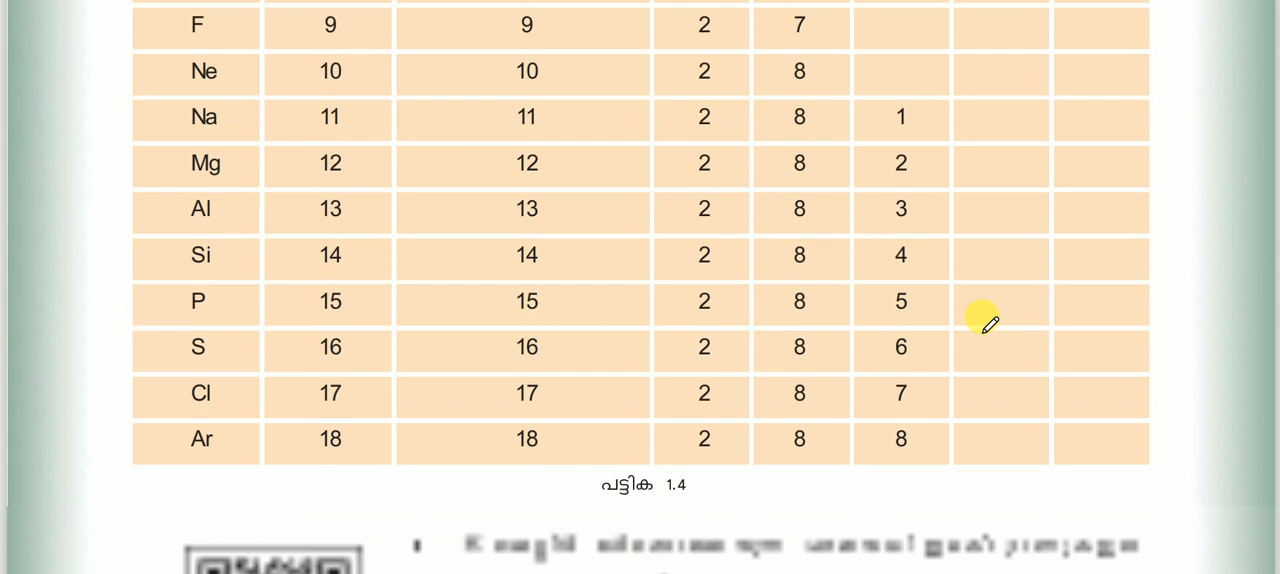 F 9 9 2 7
Ne 10 10 2 8
Na 11 11 2 8 1
Mg 12 12 2 8 2
Al 13 13 2 8 3
Si 14 14 2 8 4
P 15 15 2 8 5
S 16 16 2 8 6
Cl 17 17 2 8 7
Ar 18 18 2 8 8
പട്ടിക 1.4